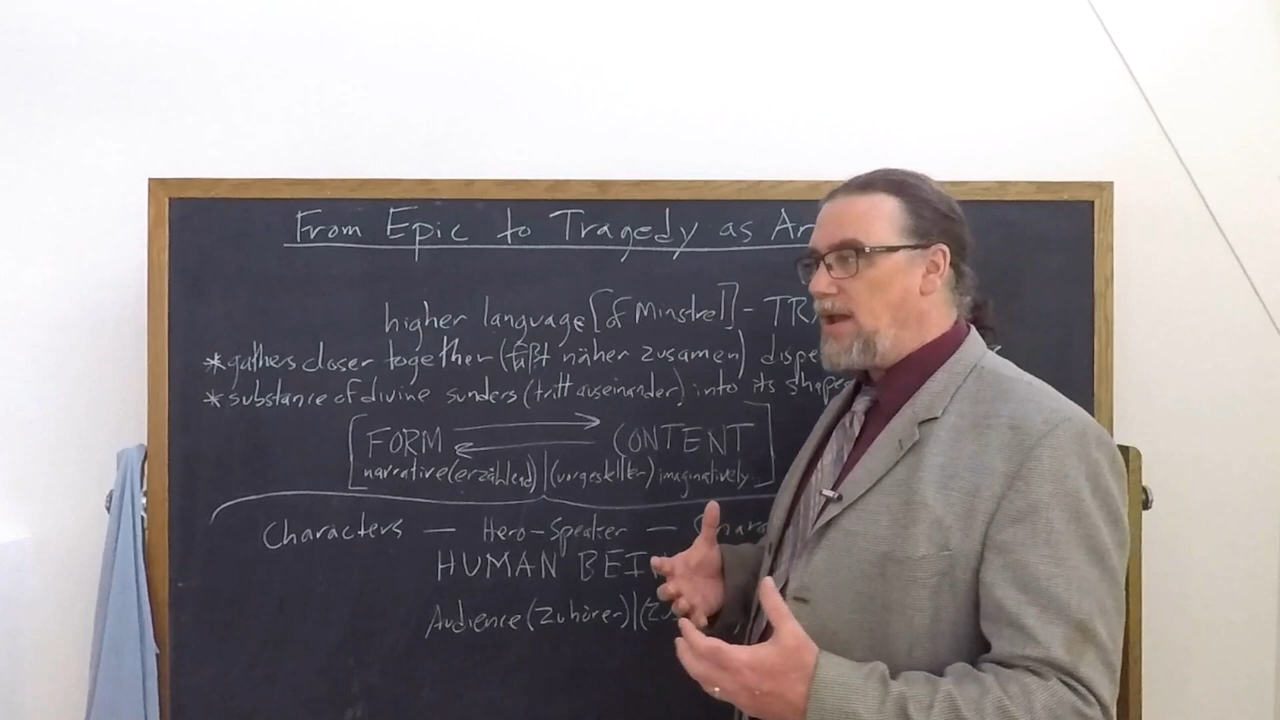 From Epic to Tragedy as Ar
higher language [of Minstrel] - TR
*gathers closer together (faßt näher zusamen) dispe
*substance of divine sunders (tritt auseinander) into its shapes
[FORM CONTENT]
narrative (erzählend) | (vorgestellten) imaginatively
Characters — Hero-Speaker —
HUMAN BEI
Audience (Zuhörer) | (Zu